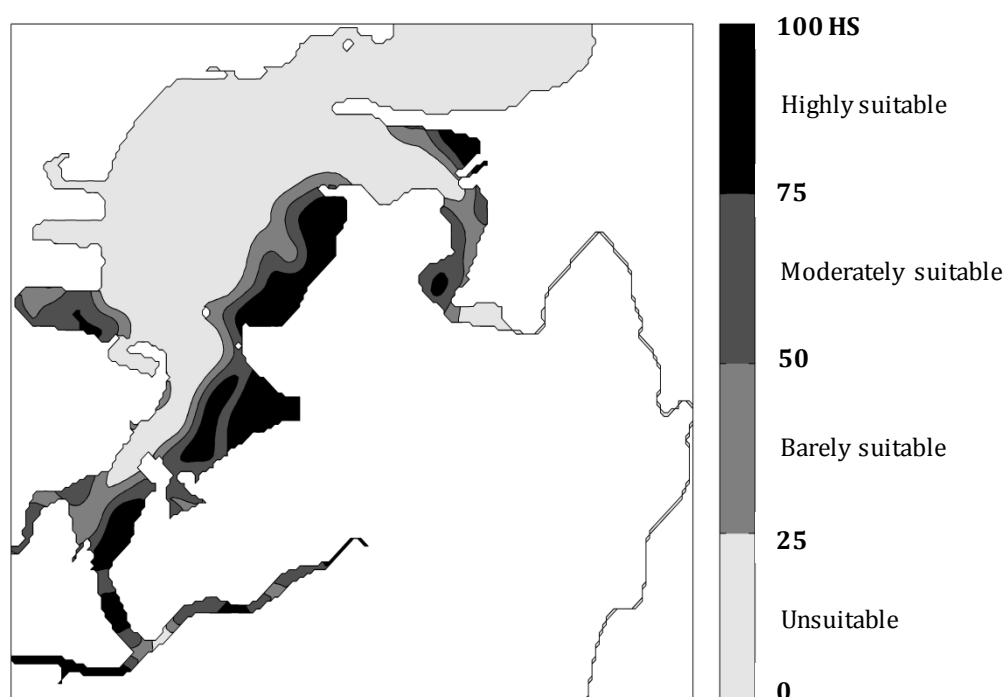 100 HS
Highly suitable
75
Moderately suitable
50
Barely suitable
25
Unsuitable
0